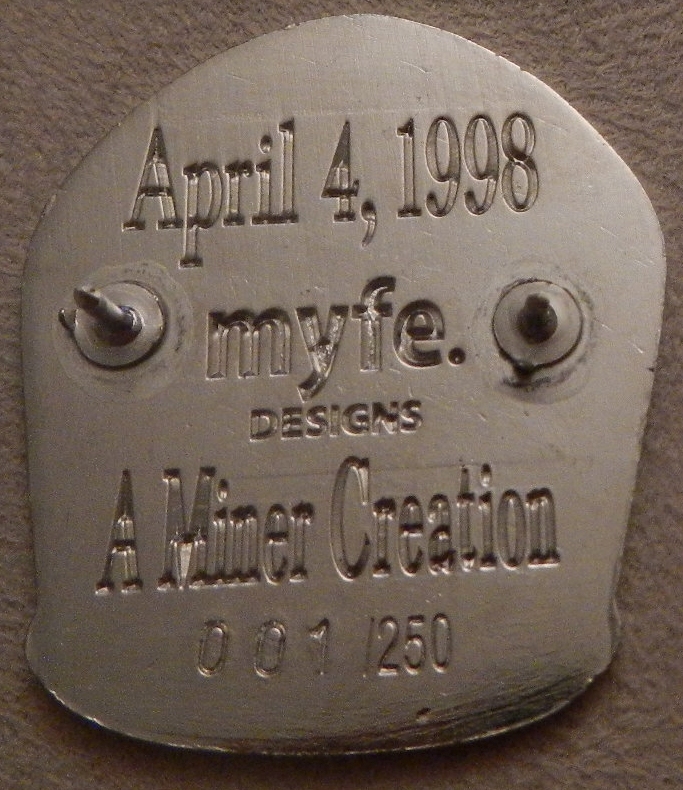 April 4, 1998
myfe.
DESIGNS
A Miner Creation
001/250